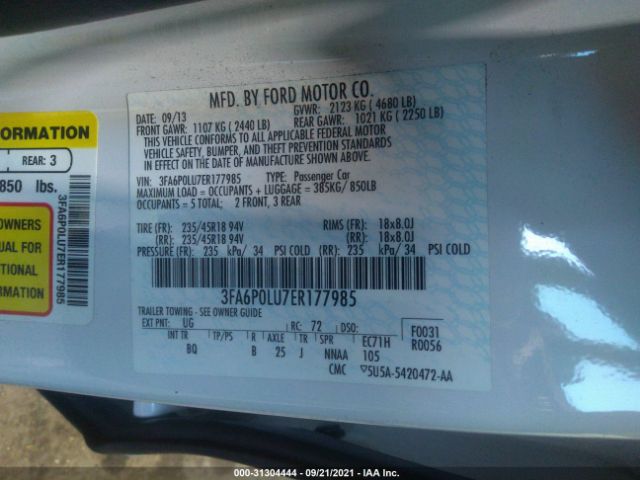 MFD. BY FORD MOTOR CO.
DATE: 09/13 GVWR: 2123 KG ( 4680 LB)
FRONT GAWR: 1107 KG ( 2440 LB) REAR GAWR: 1021 KG ( 2250 LB)
THIS VEHICLE CONFORMS TO ALL APPLICABLE FEDERAL MOTOR
VEHICLE SAFETY, BUMPER, AND THEFT PREVENTION STANDARDS
IN EFFECT ON THE DATE OF MANUFACTURE SHOWN ABOVE.
VIN: 3FA6P0LU7ER177985 TYPE: Passenger Car
MAXIMUM LOAD = OCCUPANTS + LUGGAGE = 385KG/ 850LB
OCCUPANTS = 5 TOTAL; 2 FRONT, 3 REAR
TIRE (FR): 235/45R18 94V RIMS (FR): 18x8.0J
(RR): 235/45R18 94V (RR): 18x8.0J
PRESSURE (FR): 235 kPa/ 34 PSI COLD (RR): 235 kPa/ 34 PSI COLD
3FA6P0LU7ER177985
TRAILER TOWING - SEE OWNER GUIDE
EXT PNT: UG RC: 72 DSO: F0031
INT TR TP/PS R AXLE TR SPR EC71H R0056
BQ B 25 J NNAA 105
CMC ▽5U5A-5420472-AA
FORMATION
REAR: 3
850 lbs.
OWNERS
UAL FOR
TIONAL
RMATION
3FA6P0LU7ER177985
000-31304444 - 09/21/2021 - IAA Inc.